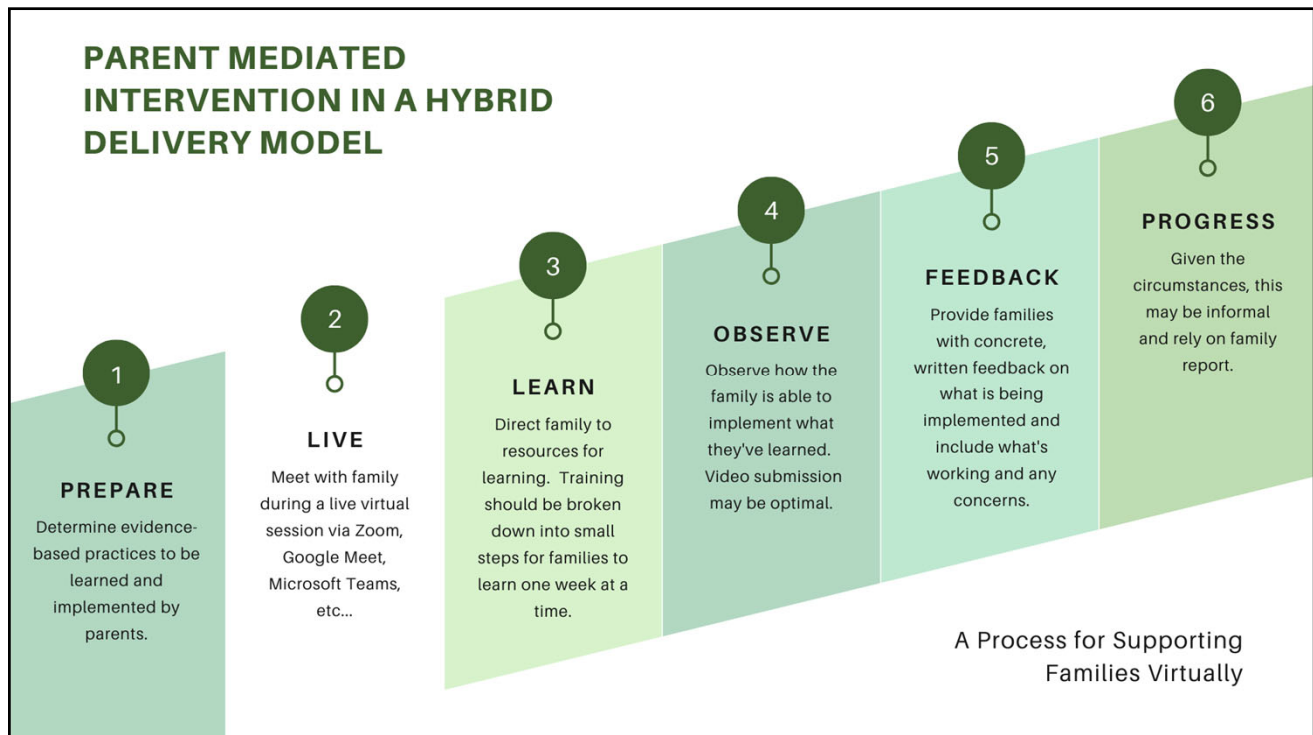 PARENT MEDIATED
INTERVENTION IN A HYBRID
DELIVERY MODEL
1
PREPARE
Determine evidence-
based practices to be
learned and
implemented by
parents.
2
LIVE
Meet with family
during a live virtual
session via Zoom,
Google Meet,
Microsoft Teams,
etc...
3
LEARN
Direct family to
resources for
learning. Training
should be broken
down into small
steps for families to
learn one week at a
time.
4
OBSERVE
Observe how the
family is able to
implement what
they've learned.
Video submission
may be optimal.
5
FEEDBACK
Provide families
with concrete,
written feedback on
what is being
implemented and
include what's
working and any
concerns.
6
PROGRESS
Given the
circumstances, this
may be informal
and rely on family
report.
A Process for Supporting
Families Virtually